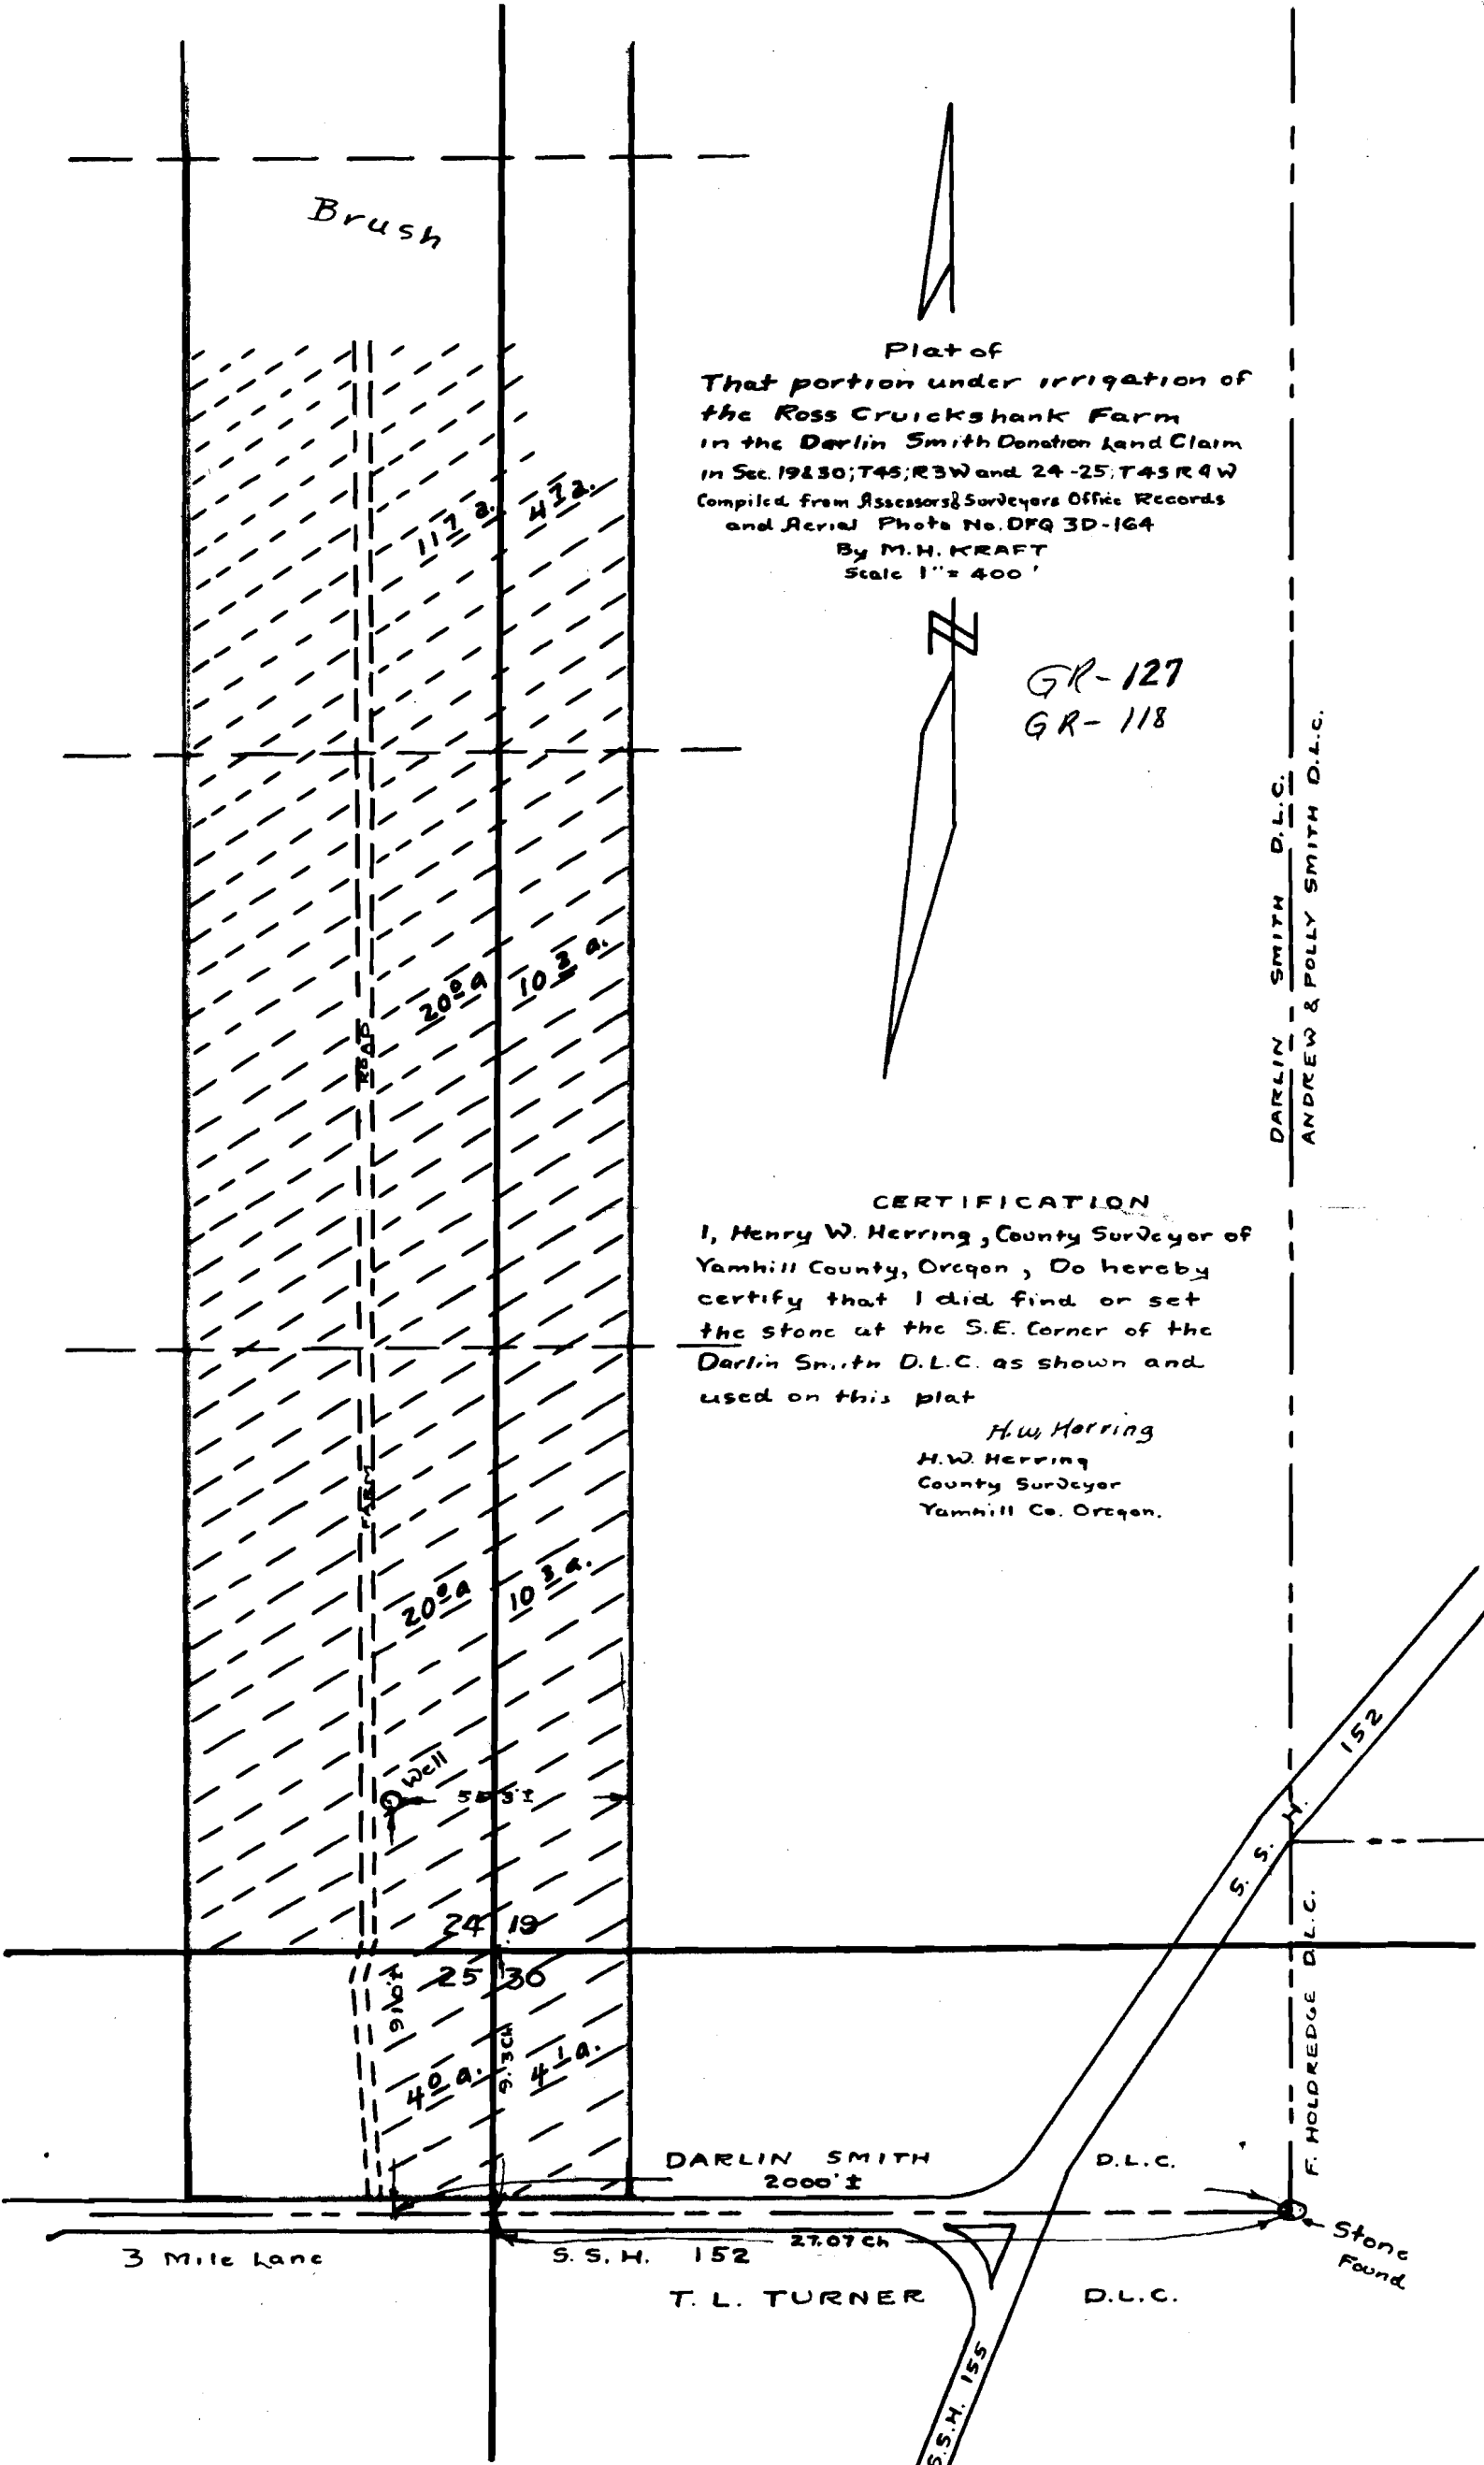 Brush
Plat of
That portion under irrigation of
the Ross Cruickshank Farm
in the Darlin Smith Donation Land Claim
in Sec. 19&30; T4S; R3W and 24-25; T4S R4W
Compiled from Assessors & Surveyors Office Records
and Aerial Photo No. DFQ 3D-164
By M.H. KRAFT
Scale 1" = 400'
N
GR-127
GR-118
11 7 a.
4 7 a.
20 0 a
10 3 a.
ROAD
DARLIN SMITH D.L.C.
ANDREW & POLLY SMITH D.L.C.
CERTIFICATION
I, Henry W. Herring, County Surveyor of
Yamhill County, Oregon, Do hereby
certify that I did find or set
the stone at the S.E. Corner of the
Darlin Smith D.L.C. as shown and
used on this plat
H.W. Herring
H.W. Herring
County Surveyor
Yamhill Co. Oregon.
FARM
20 0 a
10 3 a.
Well
24 19
25 30
910'±
9.3 Ch
4 0 a.
4 1 a.
S. S. H. 152
F. HOLDREDGE D.L.C.
DARLIN SMITH D.L.C.
2000'±
3 Mile Lane
S.S.H. 152
27.07 Ch
Stone
Found
T. L. TURNER D.L.C.
S.S.H. 155